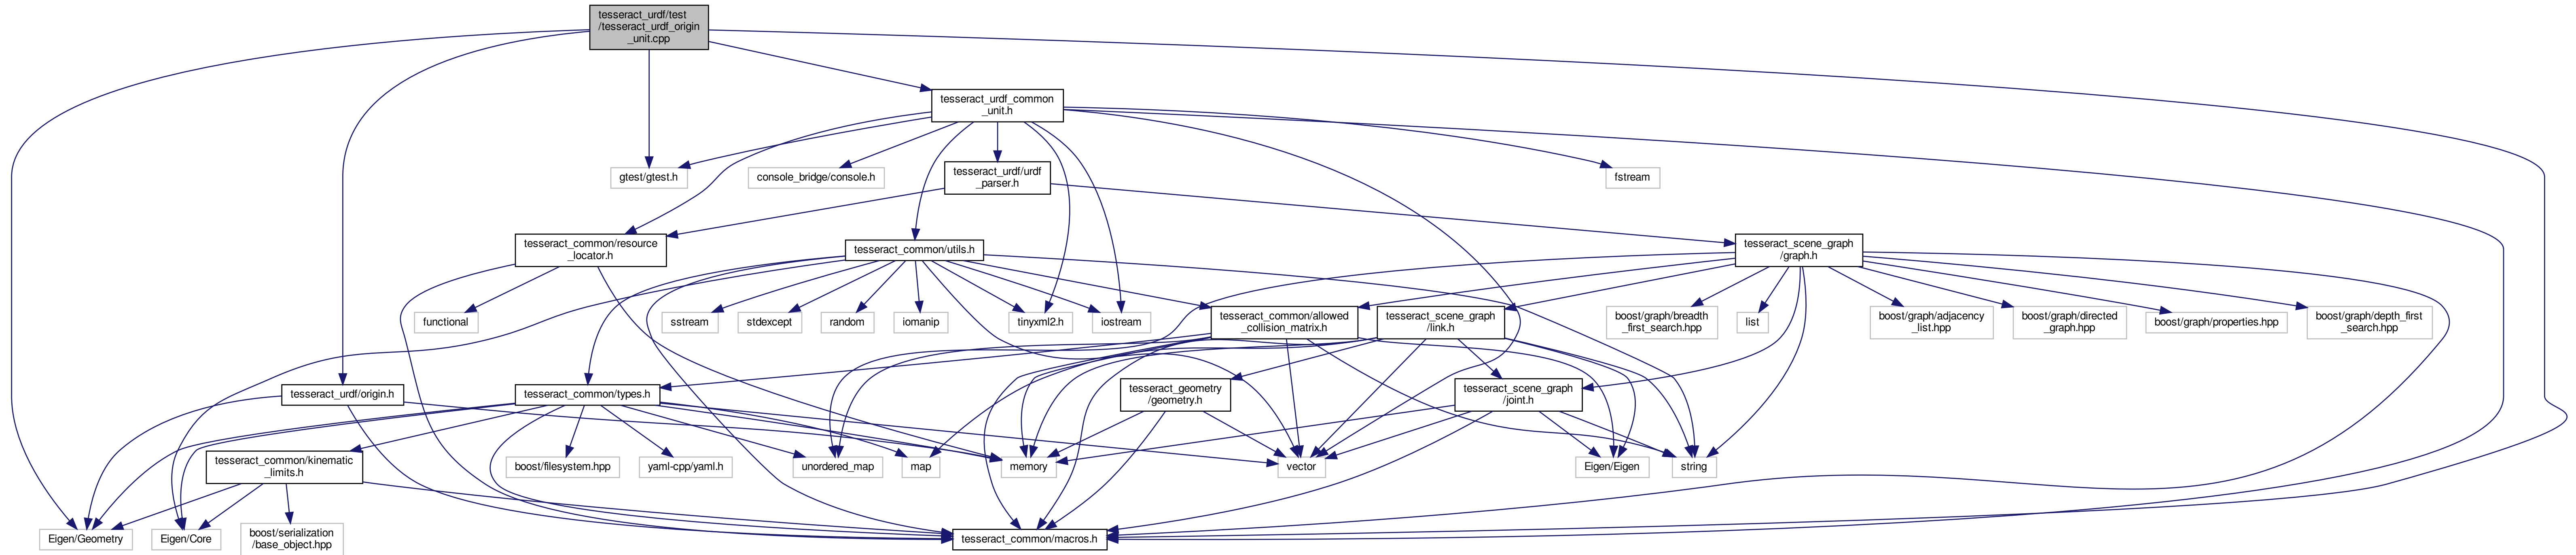 tesseract_urdf/test
/tesseract_urdf_origin
_unit.cpp
tesseract_urdf_common
_unit.h
gtest/gtest.h
console_bridge/console.h
tesseract_urdf/urdf
_parser.h
fstream
tesseract_common/resource
_locator.h
tesseract_common/utils.h
tesseract_scene_graph
/graph.h
functional
sstream
stdexcept
random
iomanip
tinyxml2.h
iostream
tesseract_common/allowed
_collision_matrix.h
tesseract_scene_graph
/link.h
boost/graph/breadth
_first_search.hpp
list
boost/graph/adjacency
_list.hpp
boost/graph/directed
_graph.hpp
boost/graph/properties.hpp
boost/graph/depth_first
_search.hpp
tesseract_urdf/origin.h
tesseract_common/types.h
tesseract_geometry
/geometry.h
tesseract_scene_graph
/joint.h
tesseract_common/kinematic
_limits.h
boost/filesystem.hpp
yaml-cpp/yaml.h
unordered_map
map
memory
vector
Eigen/Eigen
string
Eigen/Geometry
Eigen/Core
boost/serialization
/base_object.hpp
tesseract_common/macros.h